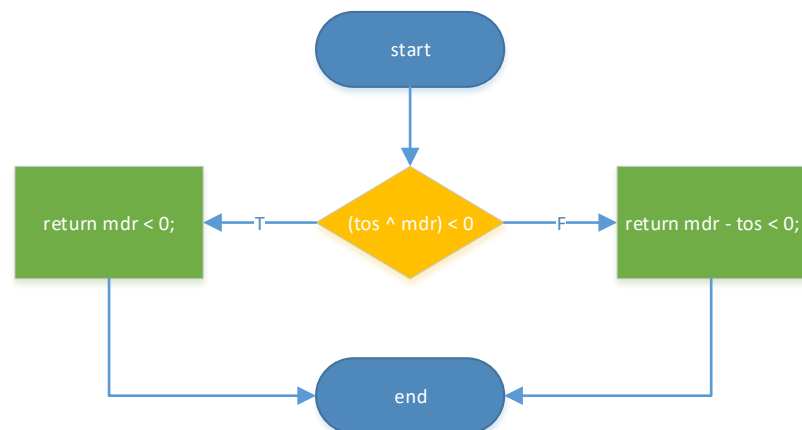 start
return mdr < 0;
T
(tos ^ mdr) < 0
F
return mdr - tos < 0;
end